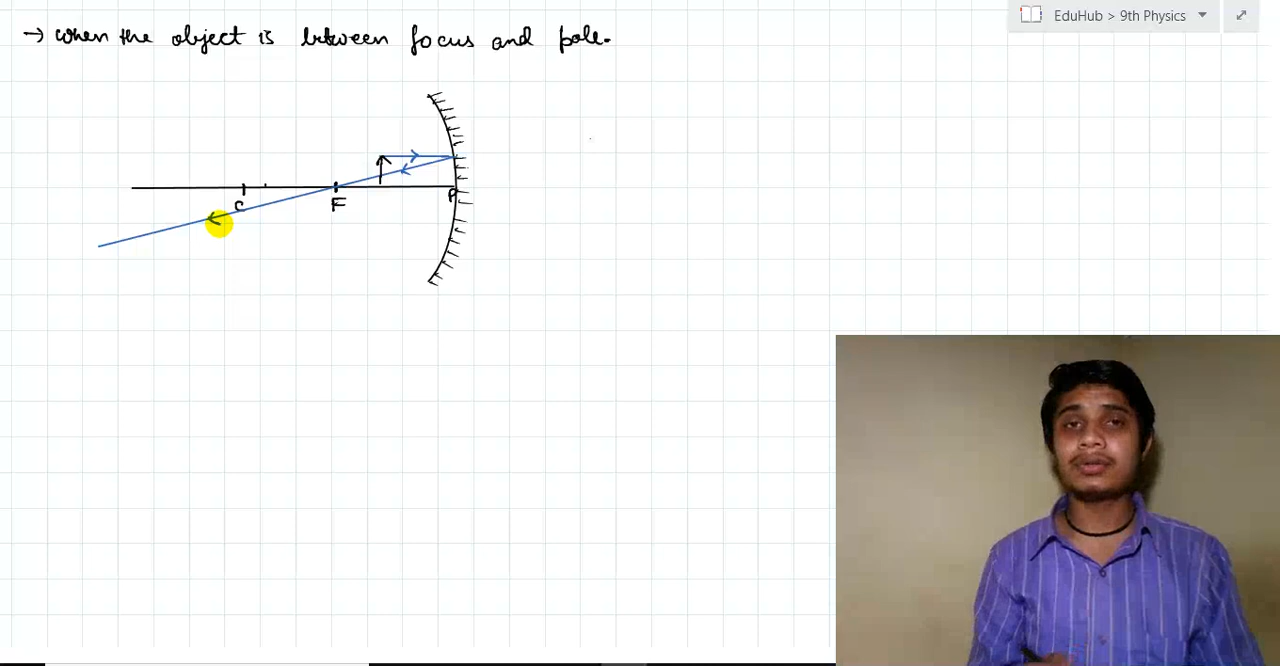 → when the object is between focus and pole.
EduHub > 9th Physics
C
F
P